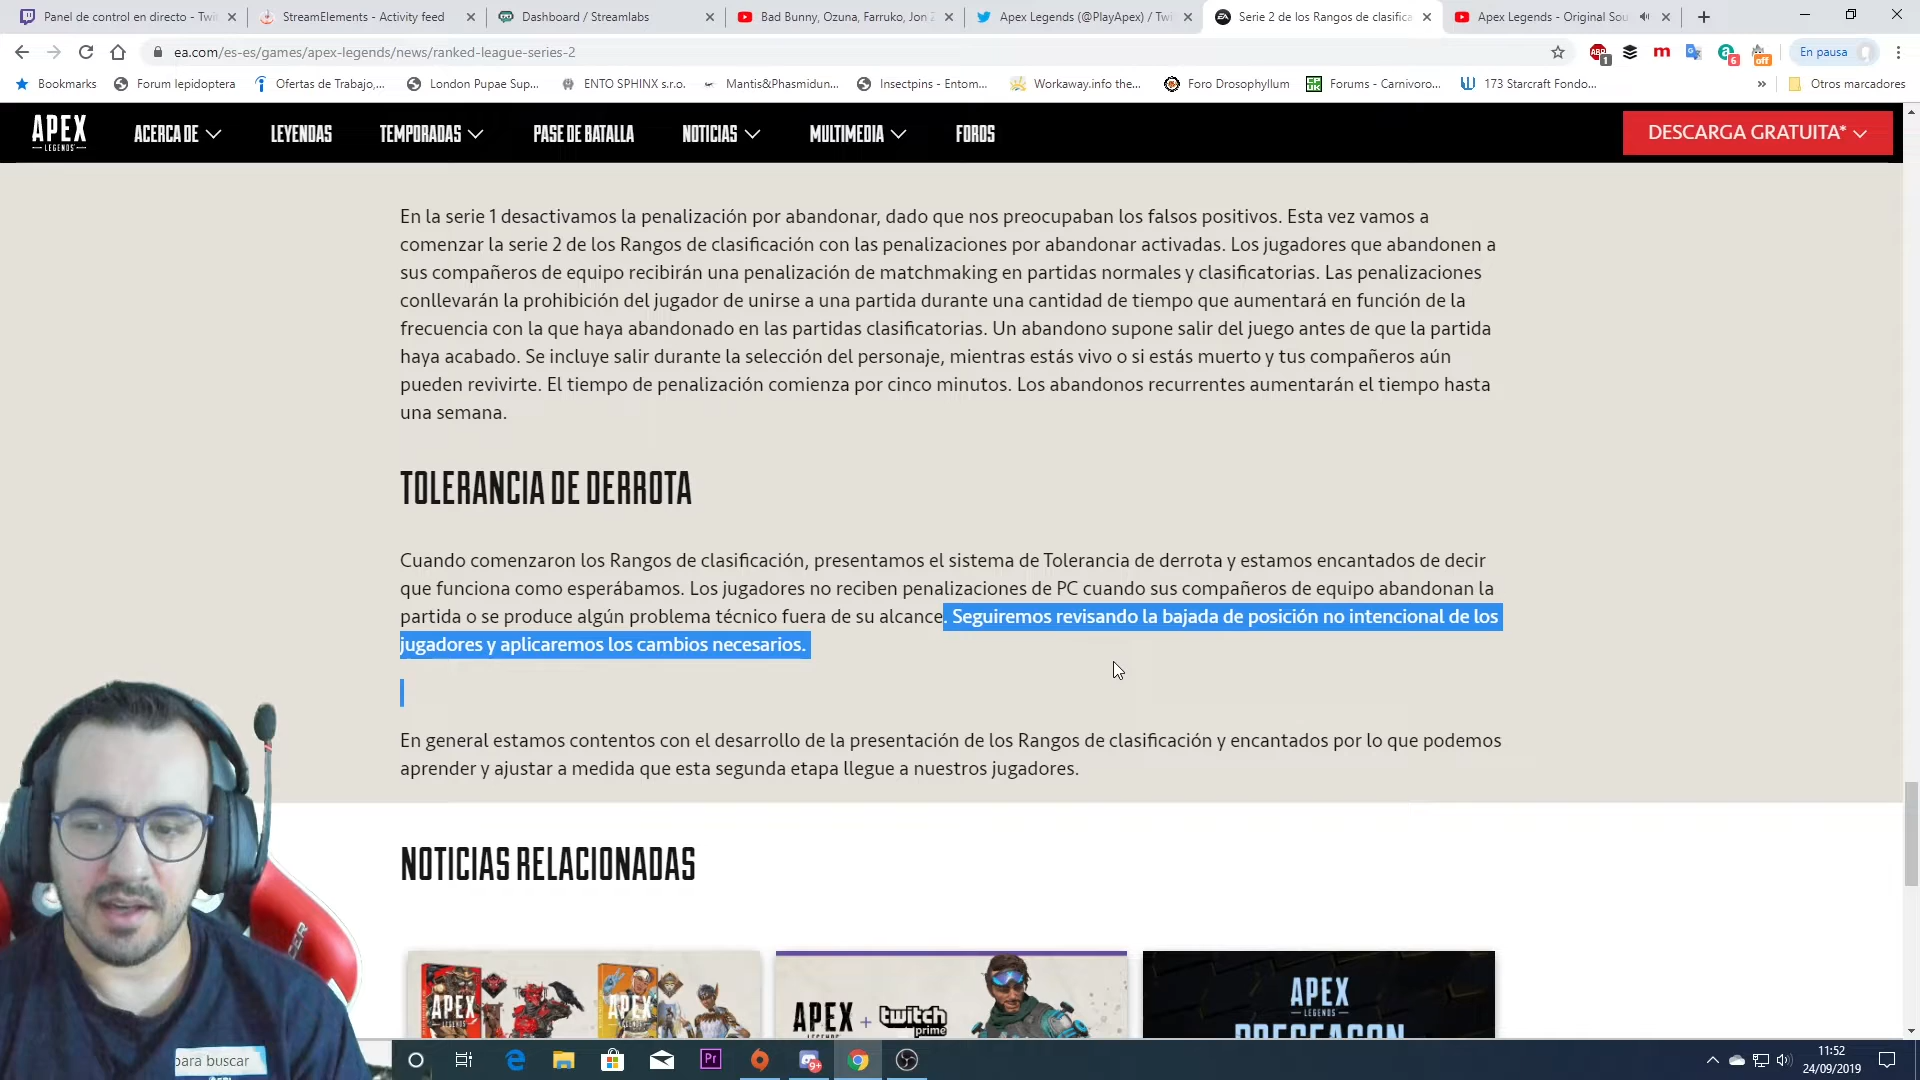 Panel de control en directo - Twi
StreamElements - Activity feed
Dashboard / Streamlabs
Bad Bunny, Ozuna, Farruko, Jon Z
Apex Legends (@PlayApex) / Twi
Serie 2 de los Rangos de clasifica
Apex Legends - Original Sou
ea.com/es-es/games/apex-legends/news/ranked-league-series-2
ABP 1
6
off
En pausa
Bookmarks
Forum lepidoptera
Ofertas de Trabajo,...
London Pupae Sup...
ENTO SPHINX s.r.o.
Mantis&Phasmidun...
Insectpins - Entom...
Workaway.info the...
Foro Drosophyllum
Forums - Carnivoro...
173 Starcraft Fondo...
Otros marcadores
APEX
LEGENDS
ACERCA DE
LEYENDAS
TEMPORADAS
PASE DE BATALLA
NOTICIAS
MULTIMEDIA
FOROS
DESCARGA GRATUITA*
En la serie 1 desactivamos la penalización por abandonar, dado que nos preocupaban los falsos positivos. Esta vez vamos a
comenzar la serie 2 de los Rangos de clasificación con las penalizaciones por abandonar activadas. Los jugadores que abandonen a
sus compañeros de equipo recibirán una penalización de matchmaking en partidas normales y clasificatorias. Las penalizaciones
conllevarán la prohibición del jugador de unirse a una partida durante una cantidad de tiempo que aumentará en función de la
frecuencia con la que haya abandonado en las partidas clasificatorias. Un abandono supone salir del juego antes de que la partida
haya acabado. Se incluye salir durante la selección del personaje, mientras estás vivo o si estás muerto y tus compañeros aún
pueden revivirte. El tiempo de penalización comienza por cinco minutos. Los abandonos recurrentes aumentarán el tiempo hasta
una semana.
TOLERANCIA DE DERROTA
Cuando comenzaron los Rangos de clasificación, presentamos el sistema de Tolerancia de derrota y estamos encantados de decir
que funciona como esperábamos. Los jugadores no reciben penalizaciones de PC cuando sus compañeros de equipo abandonan la
partida o se produce algún problema técnico fuera de su alcance. Seguiremos revisando la bajada de posición no intencional de los
jugadores y aplicaremos los cambios necesarios.
En general estamos contentos con el desarrollo de la presentación de los Rangos de clasificación y encantados por lo que podemos
aprender y ajustar a medida que esta segunda etapa llegue a nuestros jugadores.
NOTICIAS RELACIONADAS
APEX
APEX
APEX + twitch
prime
APEX
LEGENDS
PRESEASON
para buscar
Pr
9+
11:52
24/09/2019